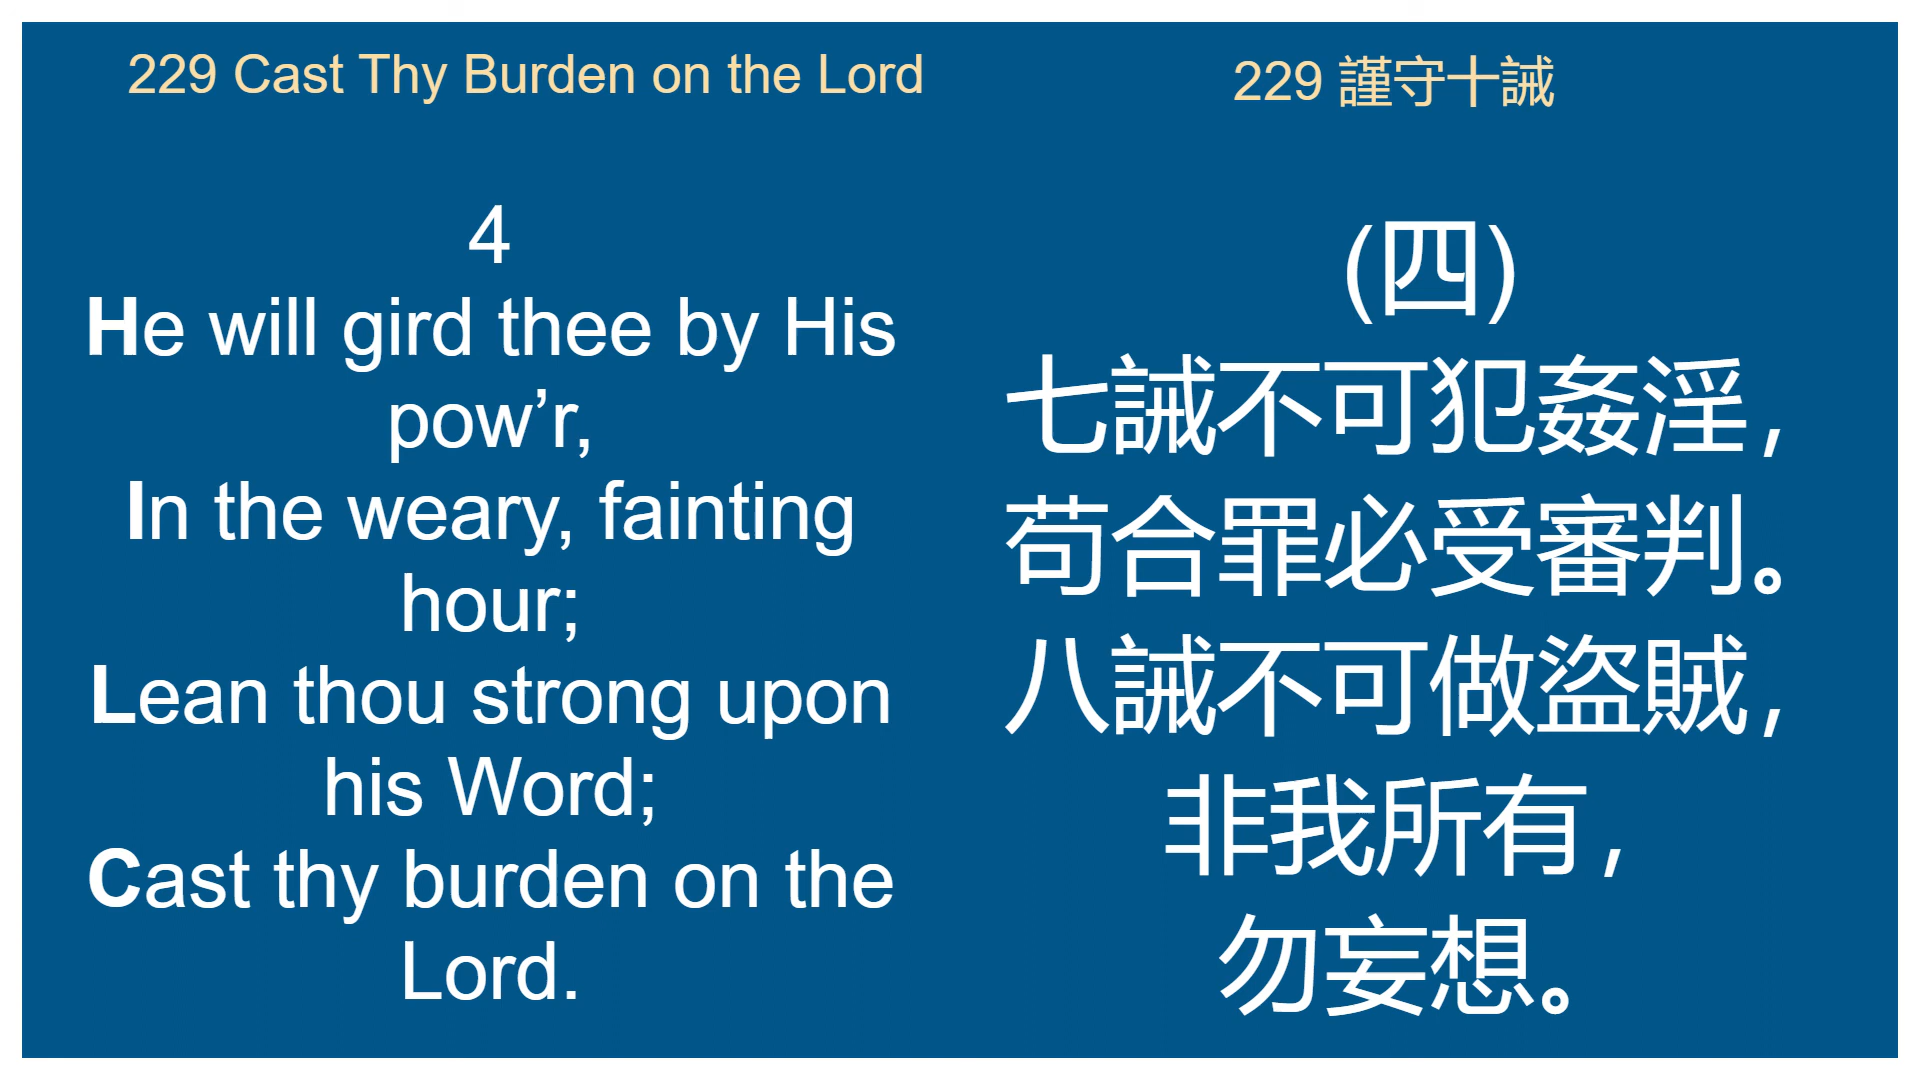 229 Cast Thy Burden on the Lord
4
He will gird thee by His
pow’r,
In the weary, fainting
hour;
Lean thou strong upon
his Word;
Cast thy burden on the
Lord.
229 謹守十誡
(四)
七誡不可犯姦淫,
苟合罪必受審判。
八誡不可做盜賊,
非我所有,
勿妄想。